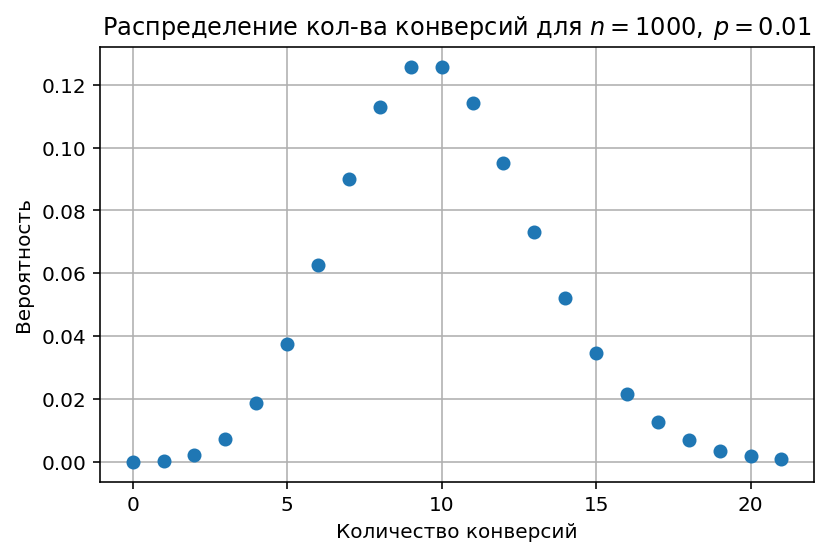 Распределение кол-ва конверсий для n = 1000, p = 0.01
0.12
0.10
0.08
0.06
0.04
0.02
0.00
Вероятность
0 5 10 15 20
Количество конверсий